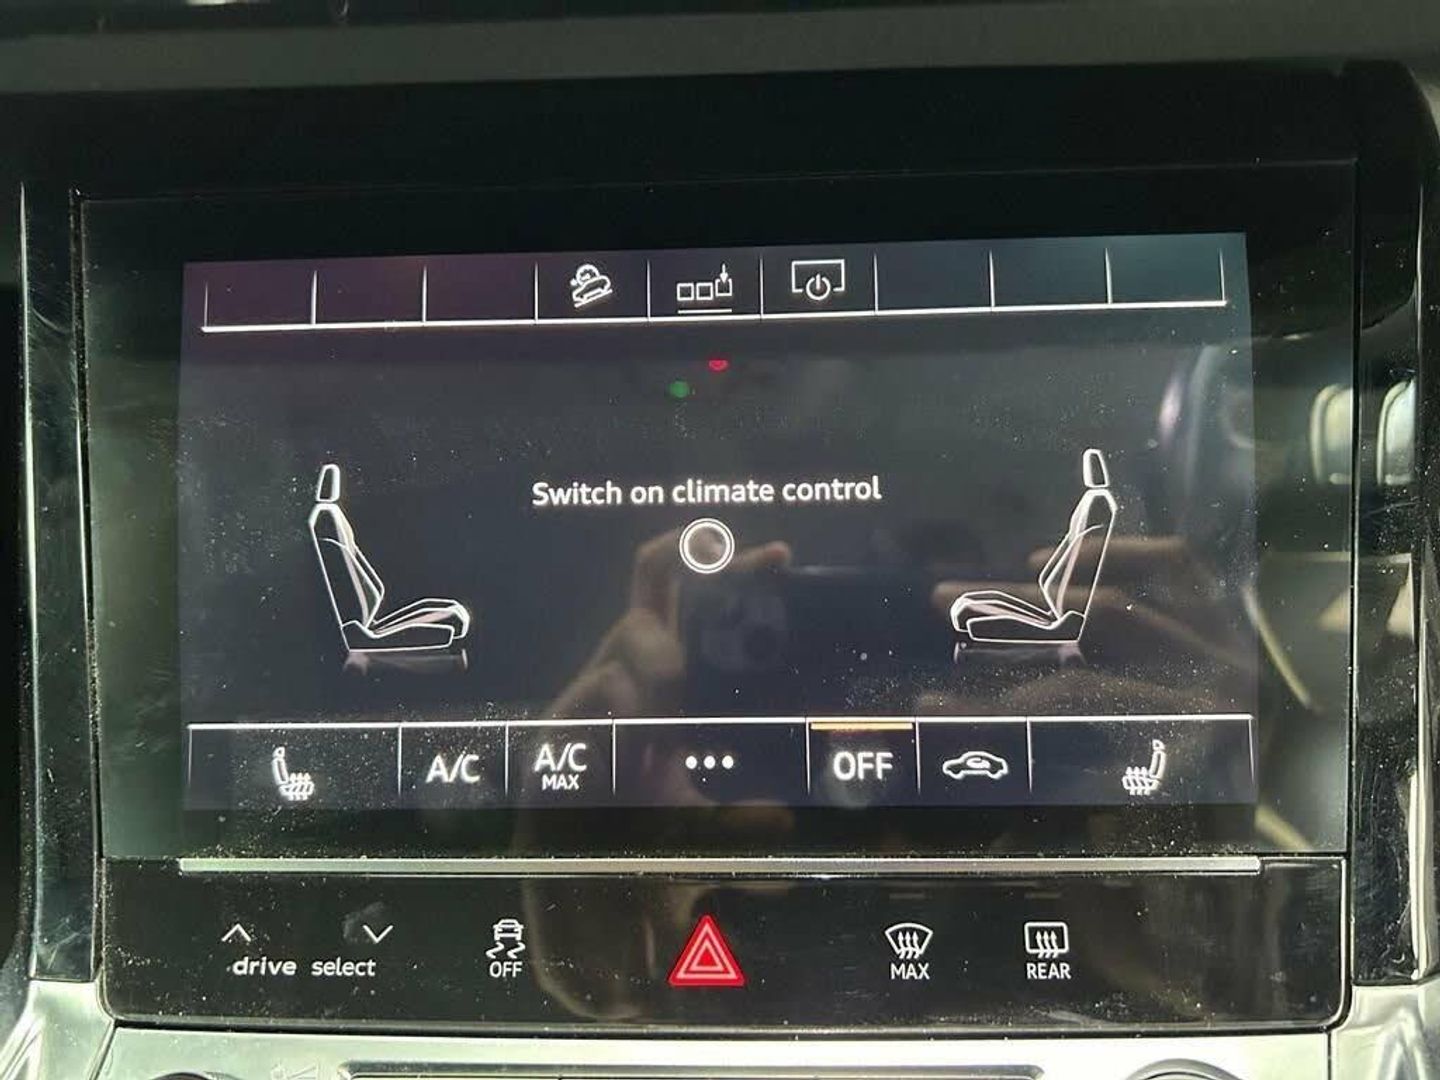 Switch on climate control
A/C
A/C
MAX
OFF
drive select
OFF
MAX
REAR